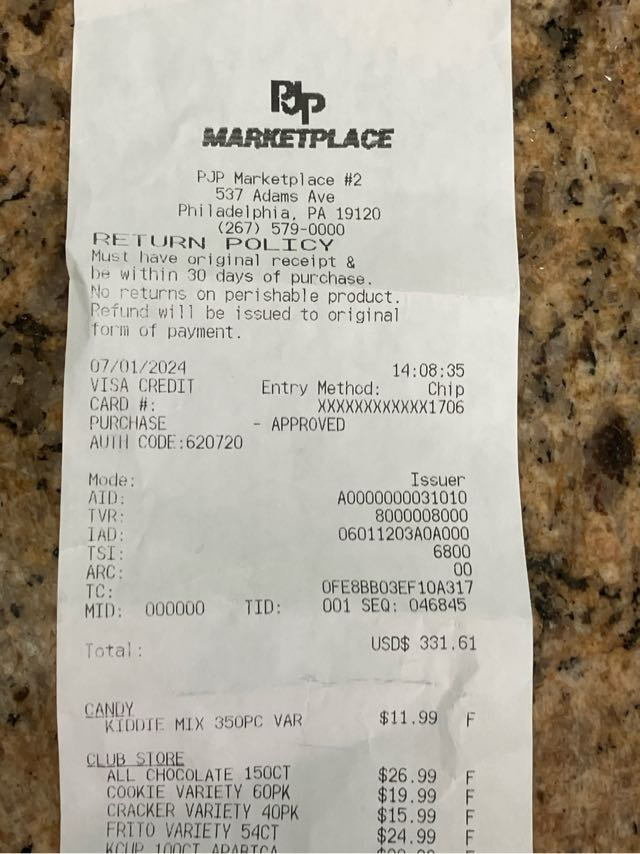 PJP
MARKETPLACE
PJP Marketplace #2
537 Adams Ave
Philadelphia, PA 19120
(267) 579-0000
RETURN POLICY
Must have original receipt &
be within 30 days of purchase.
No returns on perishable product.
Refund will be issued to original
form of payment.
07/01/2024 14:08:35
VISA CREDIT Entry Method: Chip
CARD #: XXXXXXXXXXXX1706
PURCHASE - APPROVED
AUTH CODE:620720
Mode: Issuer
AID: A0000000031010
TVR: 8000008000
IAD: 06011203A0A000
TSI: 6800
ARC: 00
TC: 0FE8BB03EF10A317
MID: 000000 TID: 001 SEQ: 046845
Total: USD$ 331.61
CANDY
KIDDIE MIX 350PC VAR $11.99 F
CLUB STORE
ALL CHOCOLATE 150CT $26.99 F
COOKIE VARIETY 60PK $19.99 F
CRACKER VARIETY 40PK $15.99 F
FRITO VARIETY 54CT $24.99 F
KCUP 100CT ARABICA